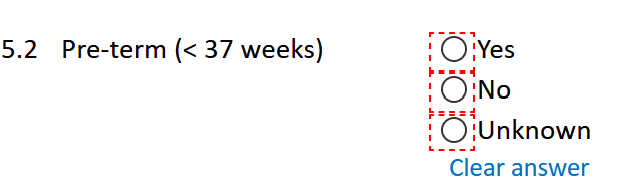 5.2 Pre-term (< 37 weeks) Yes
No
Unknown
Clear answer